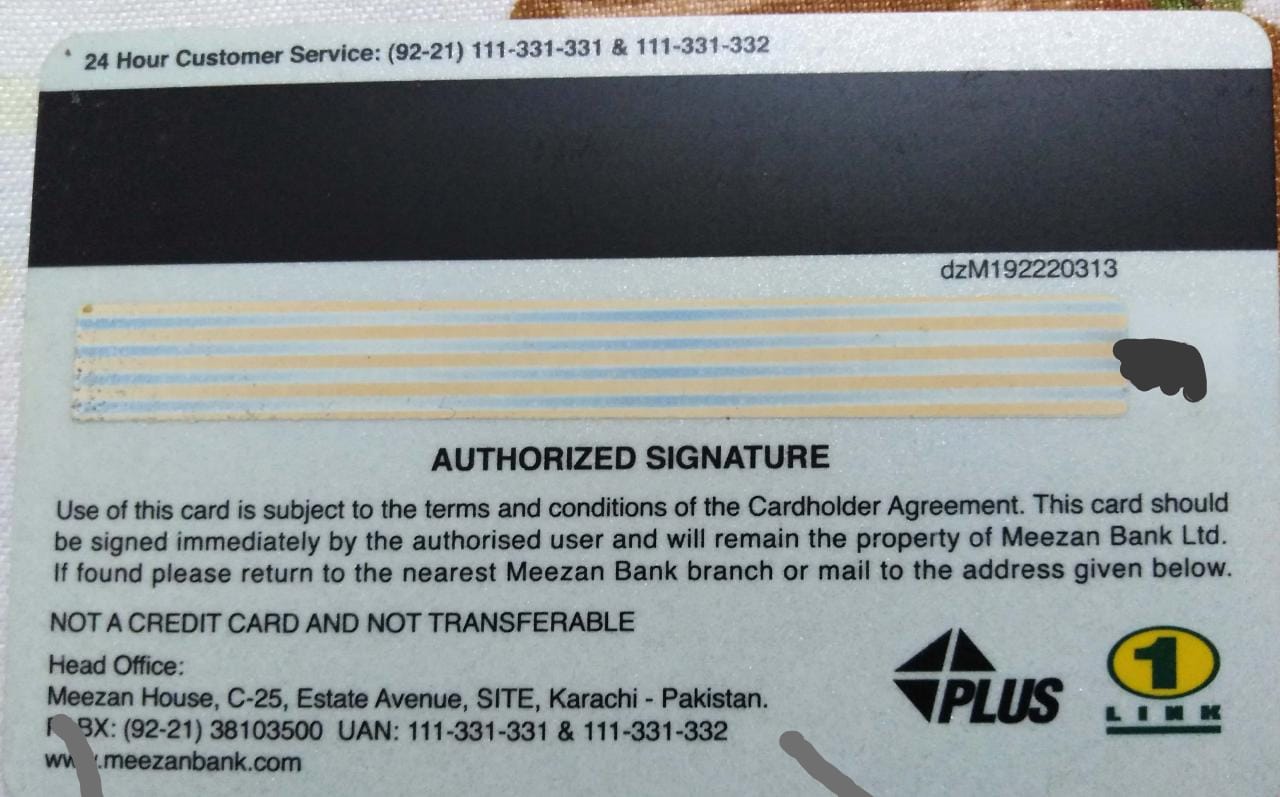 24 Hour Customer Service: (92-21) 111-331-331 & 111-331-332
dzM192220313
AUTHORIZED SIGNATURE
Use of this card is subject to the terms and conditions of the Cardholder Agreement. This card should
be signed immediately by the authorised user and will remain the property of Meezan Bank Ltd.
If found please return to the nearest Meezan Bank branch or mail to the address given below.
NOT A CREDIT CARD AND NOT TRANSFERABLE
Head Office:
Meezan House, C-25, Estate Avenue, SITE, Karachi - Pakistan.
(92-21) 38103500 UAN: 111-331-331 & 111-331-332
.meezanbank.com
PLUS
1
LINK